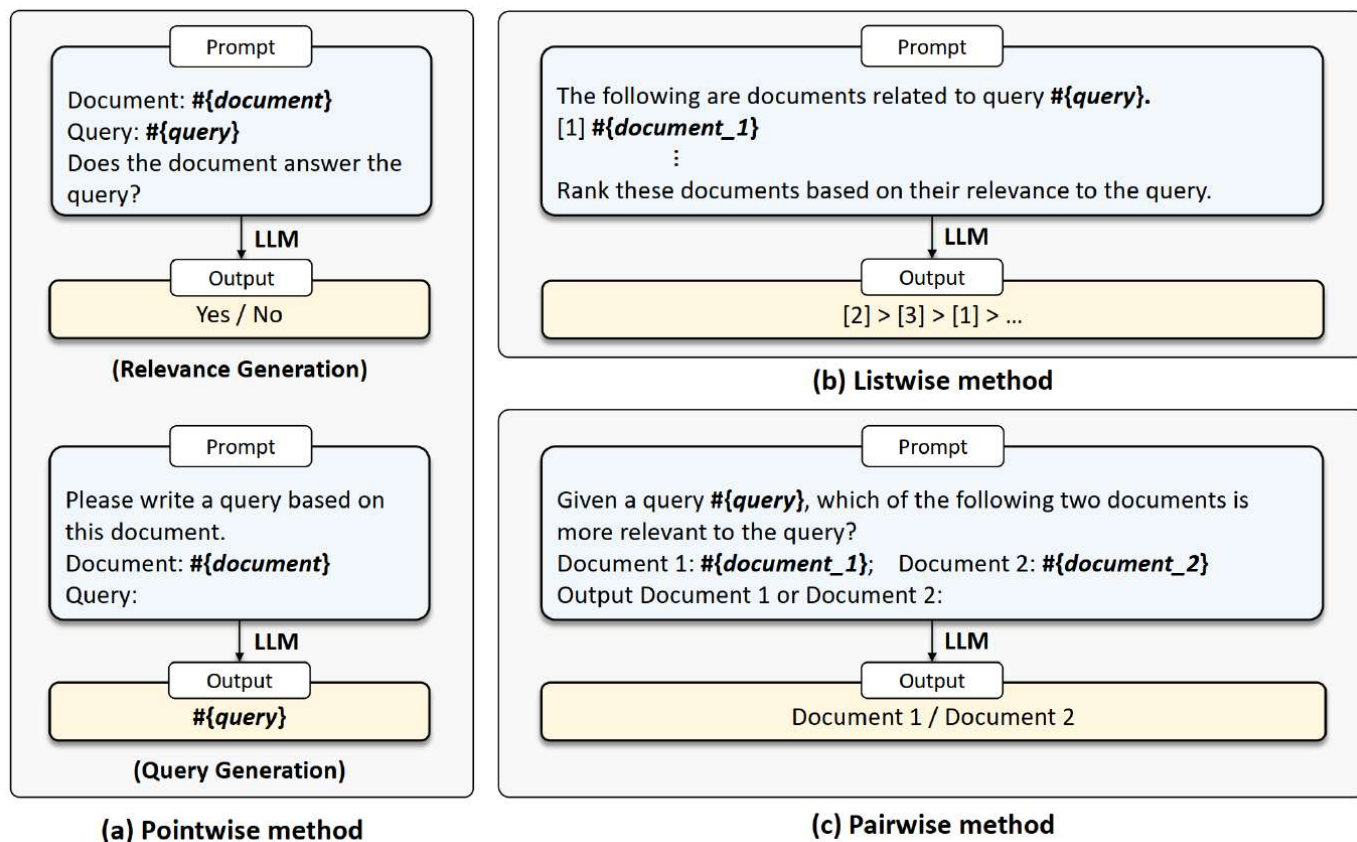 Prompt
Document: #{document}
Query: #{query}
Does the document answer the
query?
LLM
Output
Yes / No
(Relevance Generation)
Prompt
Please write a query based on
this document.
Document: #{document}
Query:
LLM
Output
#{query}
(Query Generation)
(a) Pointwise method
Prompt
The following are documents related to query #{query}.
[1] #{document_1}
⋮
Rank these documents based on their relevance to the query.
LLM
Output
[2] > [3] > [1] > ...
(b) Listwise method
Prompt
Given a query #{query}, which of the following two documents is
more relevant to the query?
Document 1: #{document_1}; Document 2: #{document_2}
Output Document 1 or Document 2:
LLM
Output
Document 1 / Document 2
(c) Pairwise method